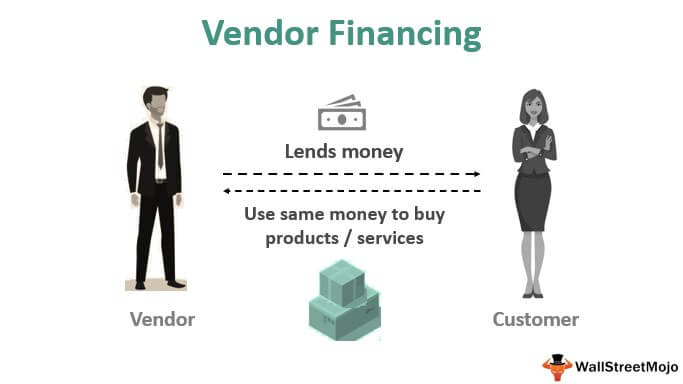 Vendor Financing
Lends money
Use same money to buy
products / services
Vendor
Customer
WallStreetMojo